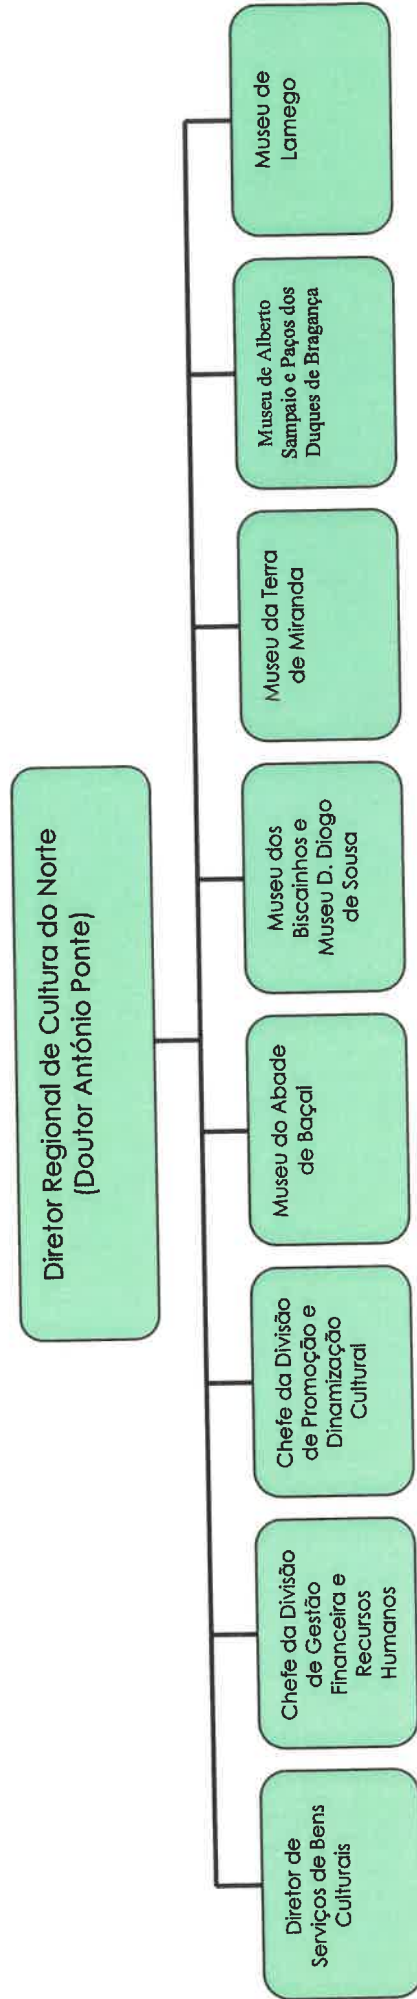 Diretor Regional de Cultura do Norte
(Doutor António Ponte)
Diretor de
Serviços de Bens
Culturais
Chefe da Divisão
de Gestão
Financeira e
Recursos
Humanos
Chefe da Divisão
de Promoção e
Dinamização
Cultural
Museu do Abade
de Baçal
Museu dos
Biscainhos e
Museu D. Diogo
de Sousa
Museu da Terra
de Miranda
Museu de Alberto
Sampaio e Paços dos
Duques de Bragança
Museu de
Lamego